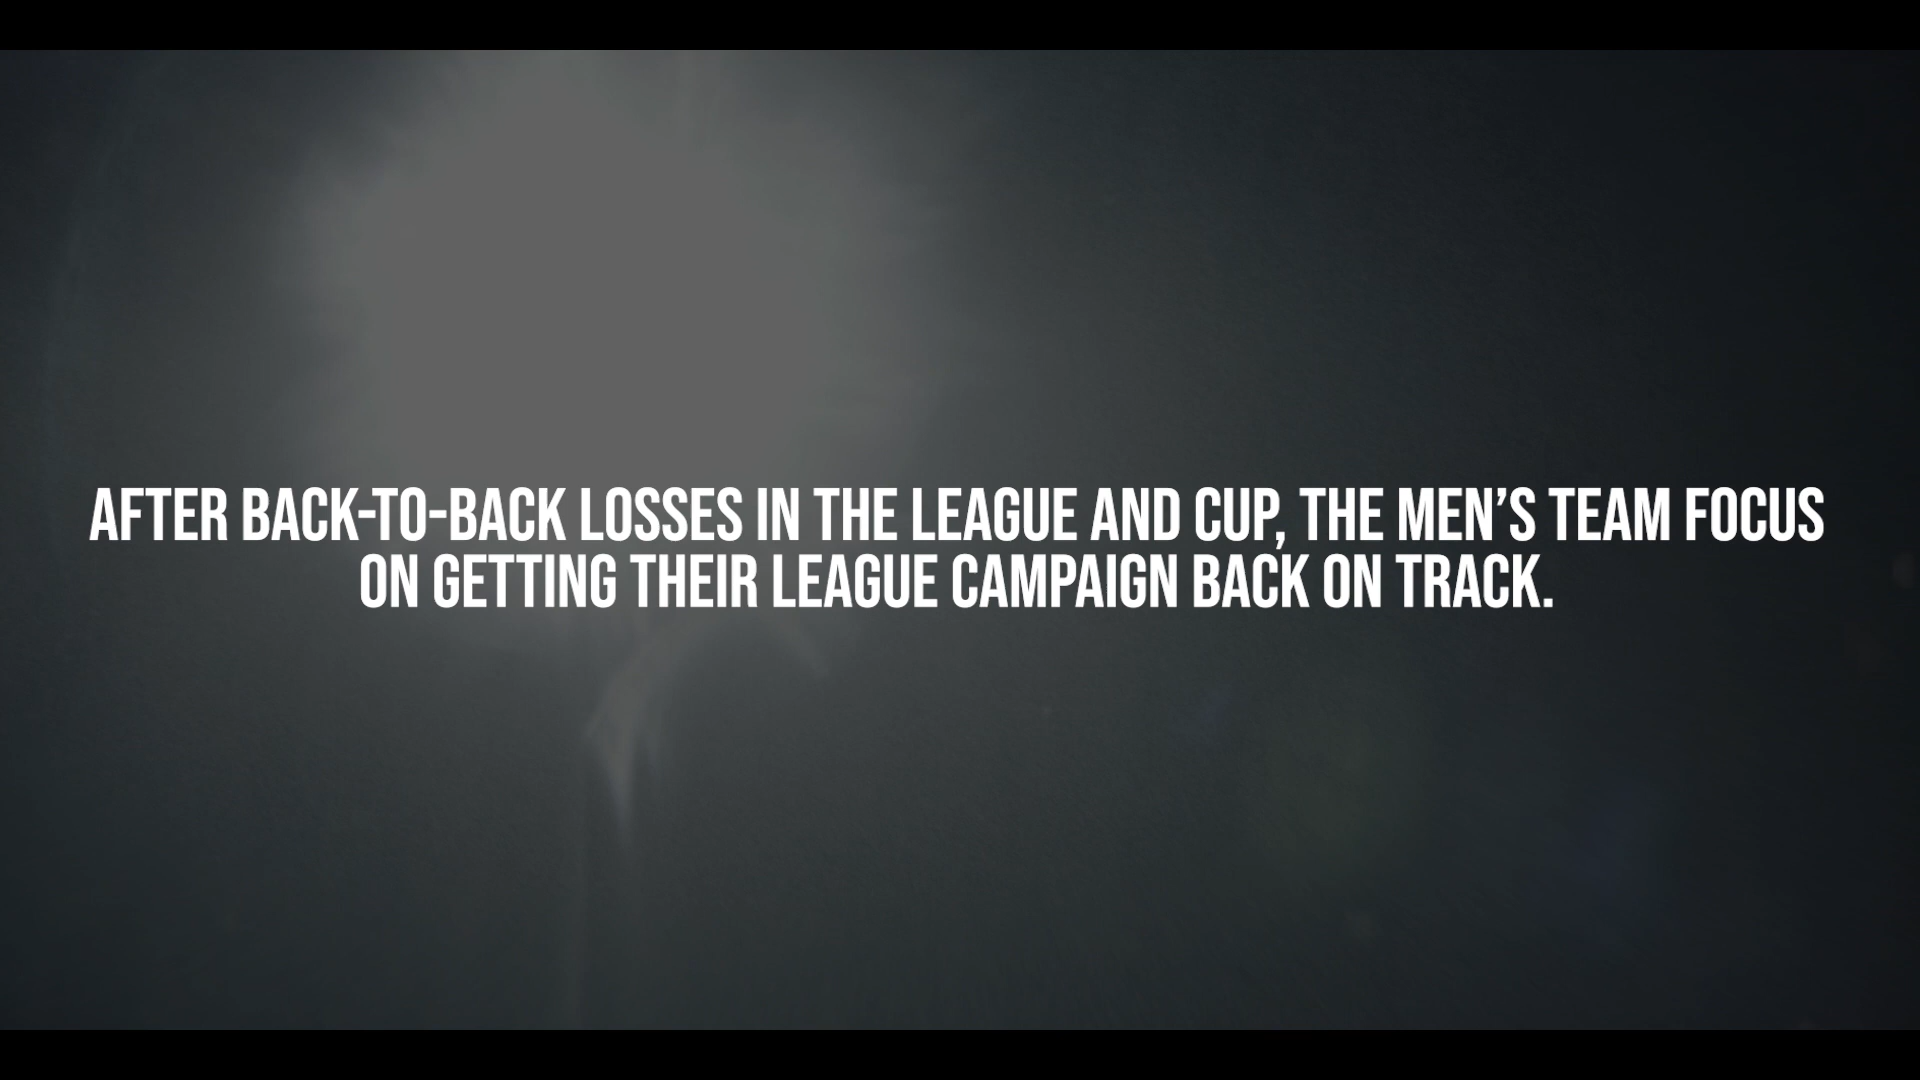 AFTER BACK-TO-BACK LOSSES IN THE LEAGUE AND CUP, THE MEN’S TEAM FOCUS
ON GETTING THEIR LEAGUE CAMPAIGN BACK ON TRACK.